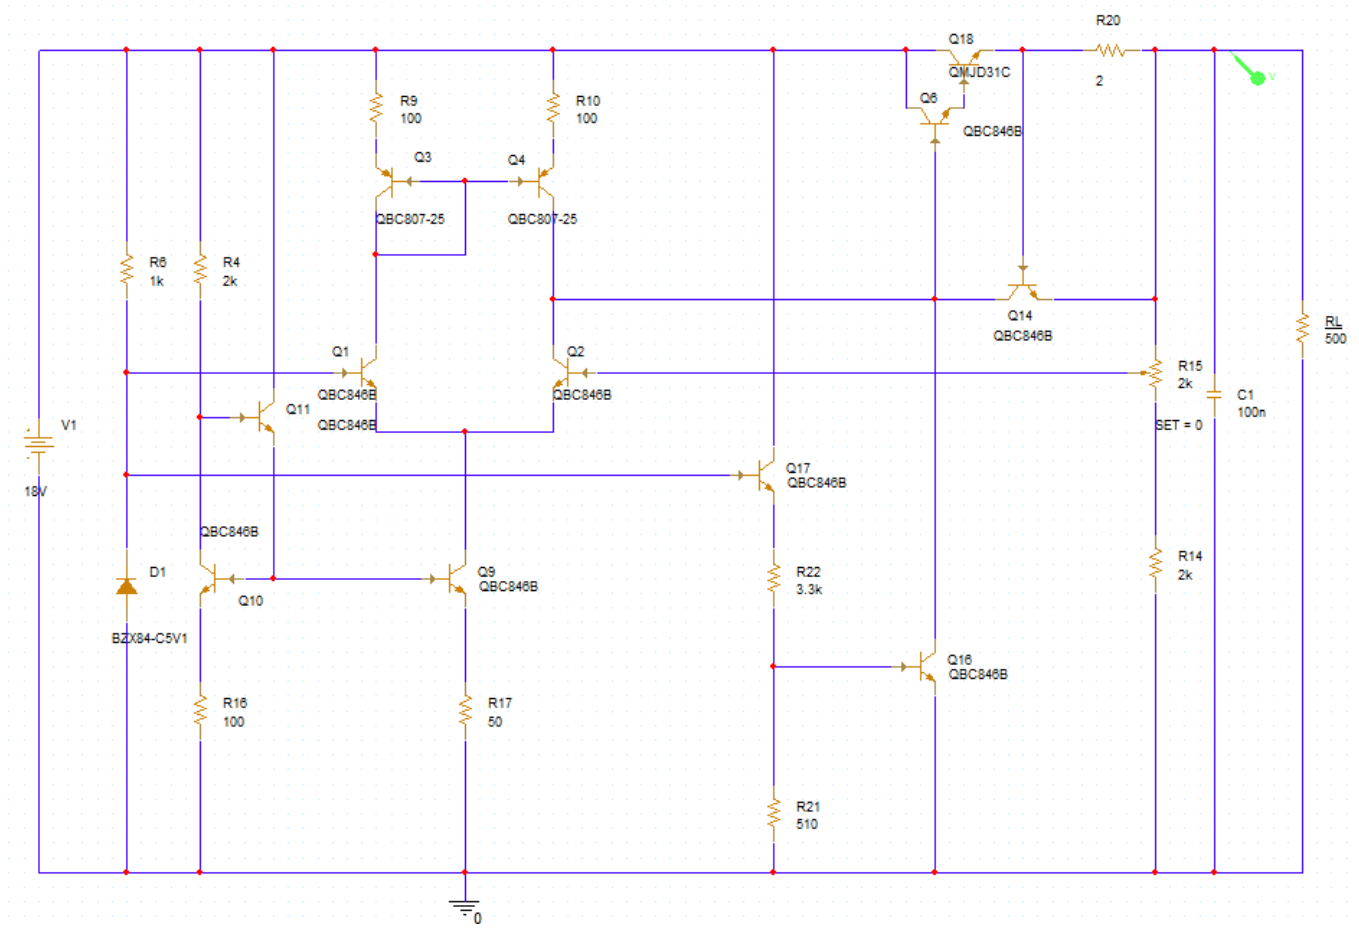 R20
2
Q18
QMJD31C
Q6
QBC846B
V
R9
100
R10
100
Q3
QBC807-25
Q4
QBC807-25
R6
1k
R4
2k
Q14
QBC846B
RL
500
Q1
QBC846B
QBC846B
Q2
QBC846B
R15
2k
SET = 0
C1
100n
Q11
V1
18V
Q17
QBC846B
QBC846B
Q10
D1
BZX84-C5V1
Q9
QBC846B
R22
3.3k
R14
2k
Q16
QBC846B
R16
100
R17
50
R21
510
0